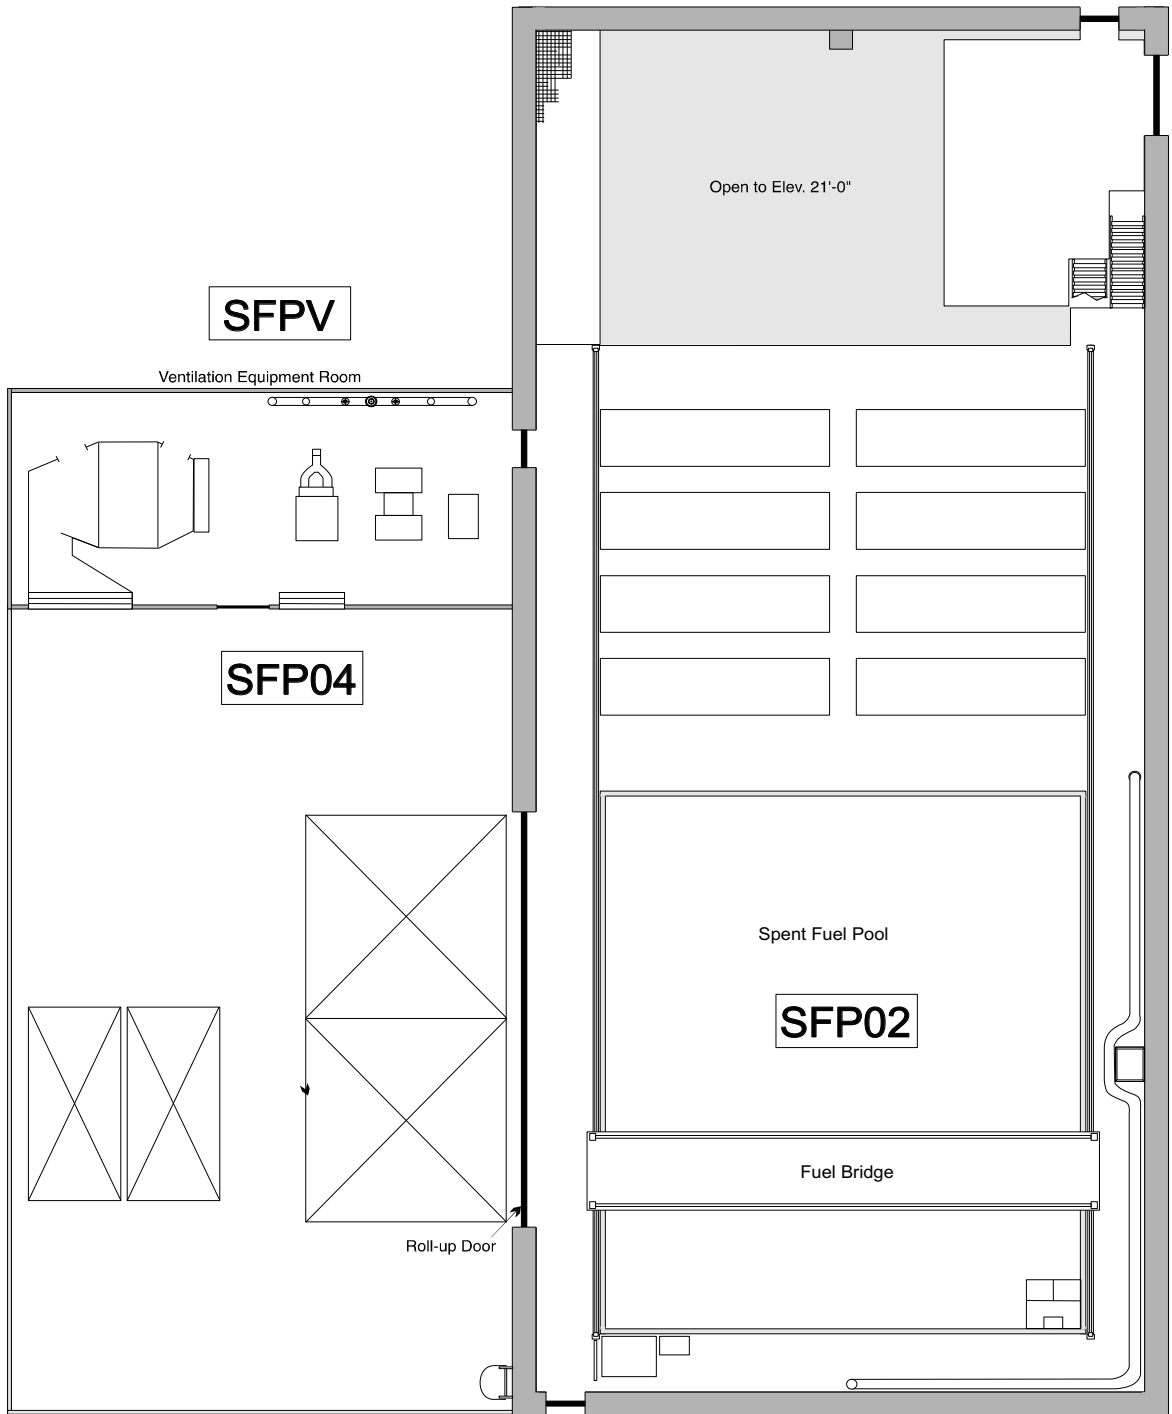 Open to Elev. 21'-0"
SFPV
Ventilation Equipment Room
SFP04
Spent Fuel Pool
SFP02
Fuel Bridge
Roll-up Door